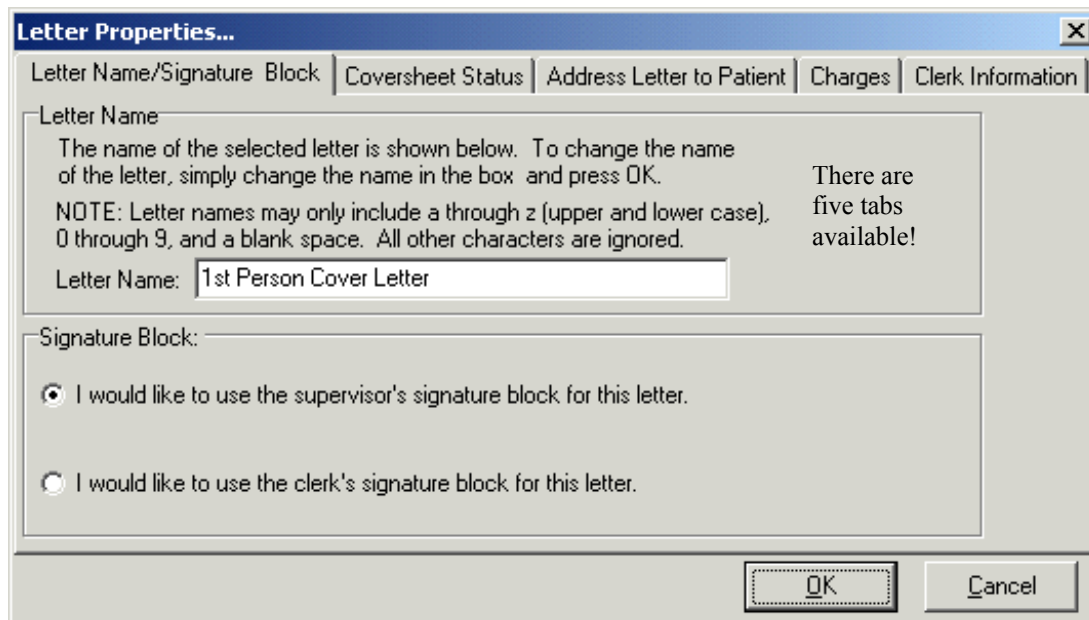 Letter Properties...
Letter Name/Signature Block
Coversheet Status
Address Letter to Patient
Charges
Clerk Information
Letter Name
The name of the selected letter is shown below. To change the name
of the letter, simply change the name in the box and press OK.
NOTE: Letter names may only include a through z (upper and lower case),
0 through 9, and a blank space. All other characters are ignored.
There are
five tabs
available!
Letter Name: 1st Person Cover Letter
Signature Block:
I would like to use the supervisor's signature block for this letter.
I would like to use the clerk's signature block for this letter.
OK
Cancel